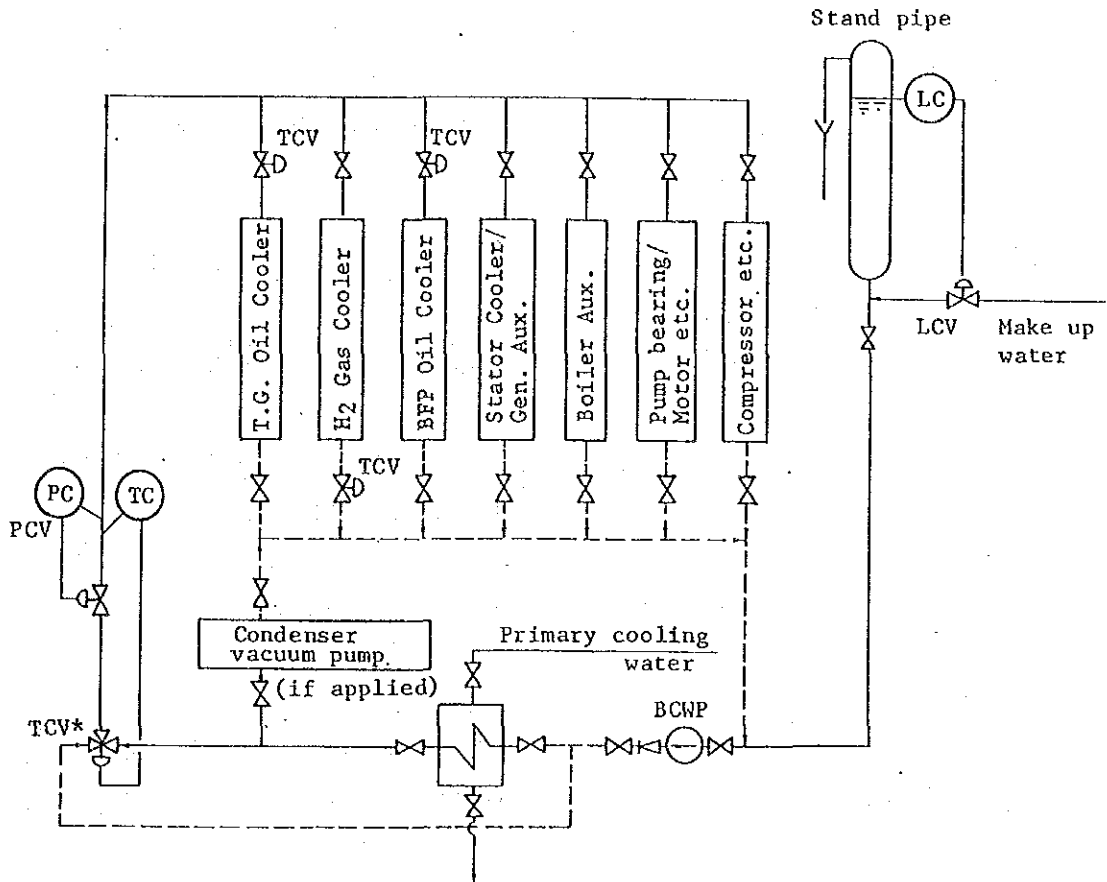 Stand pipe
LC
TCV
TCV
T.G. Oil Cooler
H2 Gas Cooler
BFP Oil Cooler
Stator Cooler/
Gen. Aux.
Boiler Aux.
Pump bearing/
Motor etc.
Compressor etc.
LCV
Make up
water
TCV
PC
TC
PCV
Condenser
vacuum pump.
(if applied)
Primary cooling
water
BCWP
TCV*